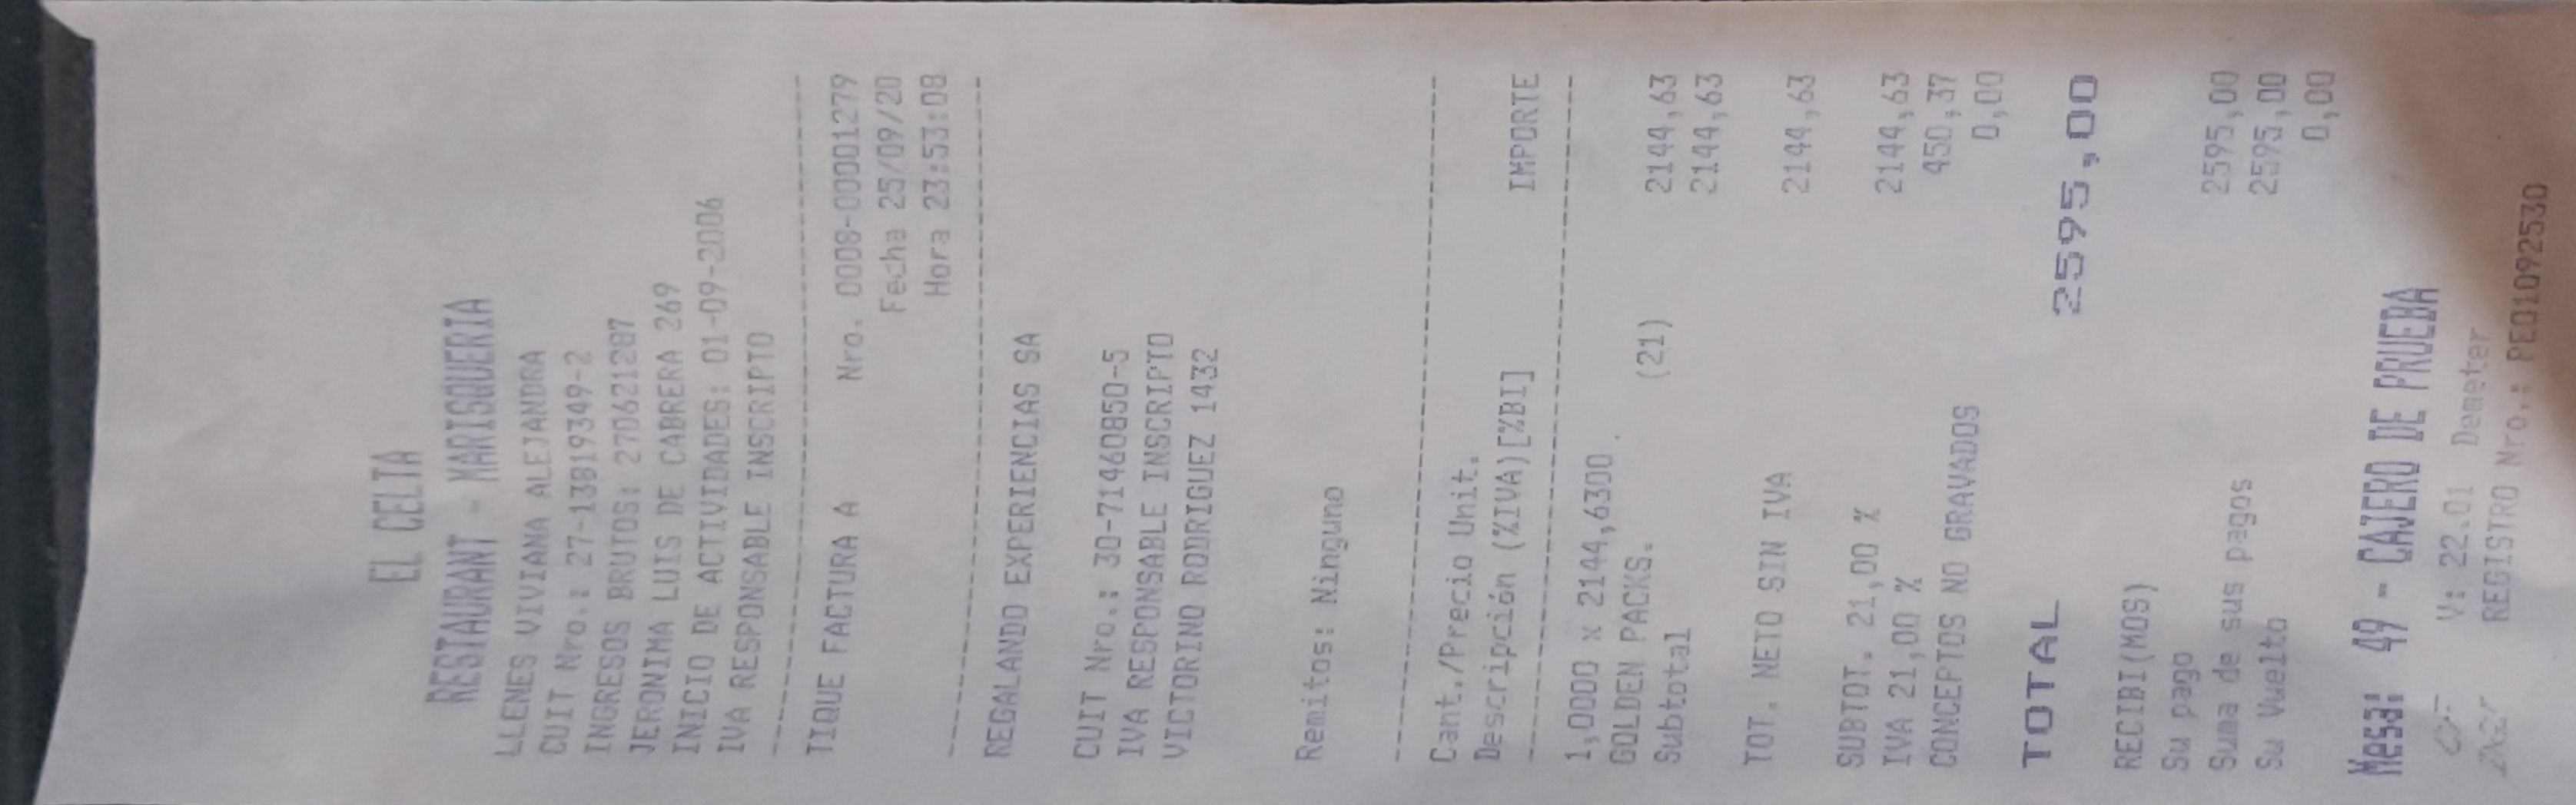 EL CELTA
RESTAURANT - MARISQUERIA
LLENES VIVIANA ALEJANDRA
CUIT Nro.: 27-13819349-2
INGRESOS BRUTOS: 270621287
JERONIMA LUIS DE CABRERA 269
INICIO DE ACTIVIDADES: 01-09-2006
IVA RESPONSABLE INSCRIPTO
TIQUE FACTURA A Nro. 0008-00001279
Fecha 25/09/20
Hora 23:53:08
REGALANDO EXPERIENCIAS SA
CUIT Nro.: 30-71460850-5
IVA RESPONSABLE INSCRIPTO
VICTORINO RODRIGUEZ 1432
Remitos: Ninguno
Cant./Precio Unit.
Descripción (%IVA)[%BI] IMPORTE
1,0000 x 2144,6300
GOLDEN PACKS. (21) 2144,63
Subtotal 2144,63
TOT. NETO SIN IVA 2144,63
SUBTOT. 21,00 % 2144,63
IVA 21,00 % 450,37
CONCEPTOS NO GRAVADOS 0,00
TOTAL 2595,00
RECIBI(MOS)
Su pago 2595,00
Suma de sus pagos 2595,00
Su Vuelto 0,00
Mesa: 49 - CAJERO DE PRUEBA
CF V: 22.01 Demeter
DGI REGISTRO Nro.: PE01092530